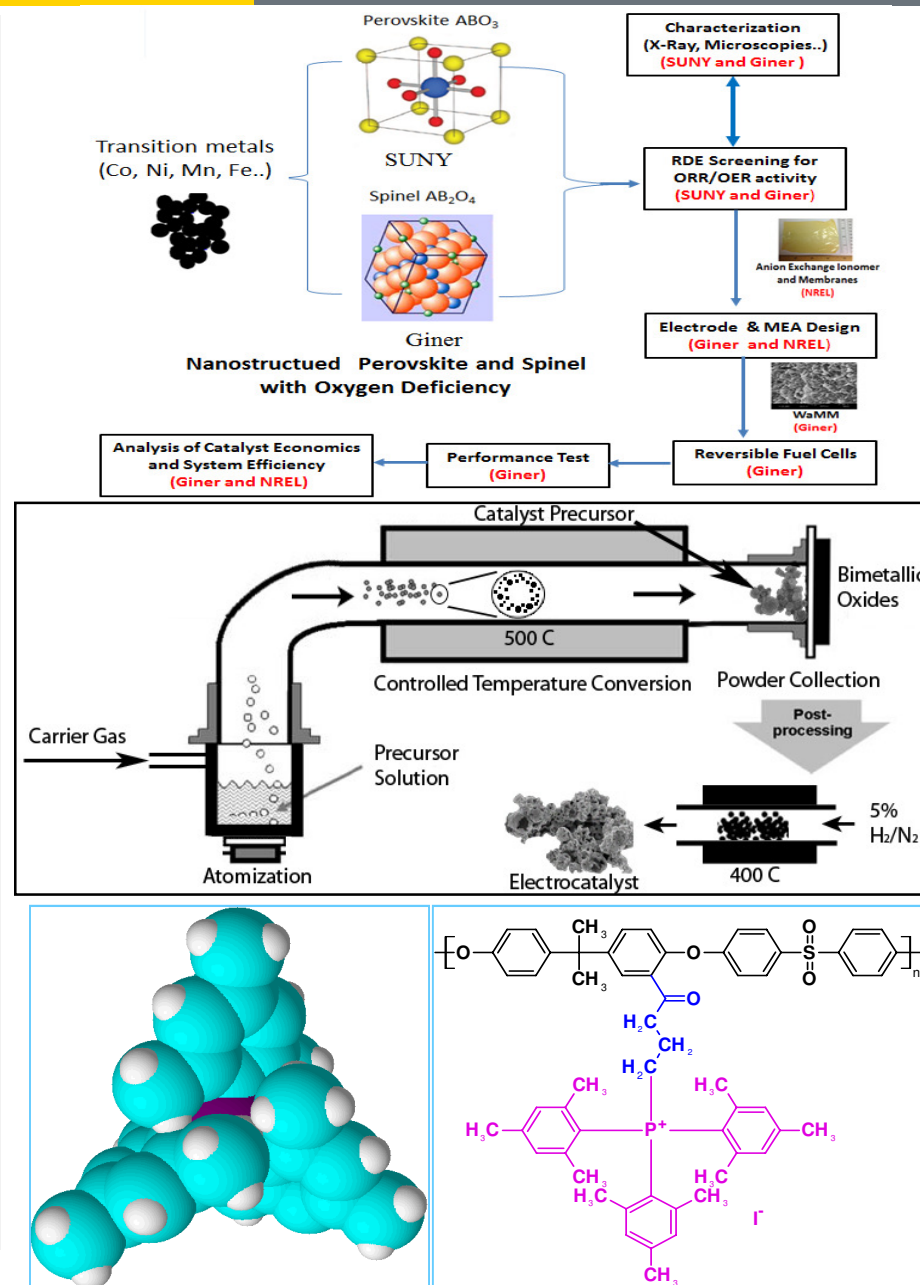 Perovskite ABO₃
Characterization
(X-Ray, Microscopies..)
(SUNY and Giner )
Transition metals
(Co, Ni, Mn, Fe..)
SUNY
RDE Screening for
ORR/OER activity
(SUNY and Giner)
Spinel AB₂O₄
Anion Exchange Ionomer
and Membranes
(NREL)
Giner
Electrode & MEA Design
(Giner and NREL)
Nanostructued Perovskite and Spinel
with Oxygen Deficiency
WaMM
(Giner)
Analysis of Catalyst Economics
and System Efficiency
(Giner and NREL)
Performance Test
(Giner)
Reversible Fuel Cells
(Giner)
Catalyst Precursor
Bimetallic
Oxides
500 C
Controlled Temperature Conversion
Powder Collection
Carrier Gas
Precursor
Solution
Post-
processing
5%
H₂/N₂
Atomization
Electrocatalyst
400 C
CH₃
O
O
O
S
O
CH₃
n
O
H₂C
CH₂
H₂C
CH₃
H₃C
H₃C
P⁺
CH₃
CH₃
H₃C
H₃C
CH₃
I⁻
CH₃